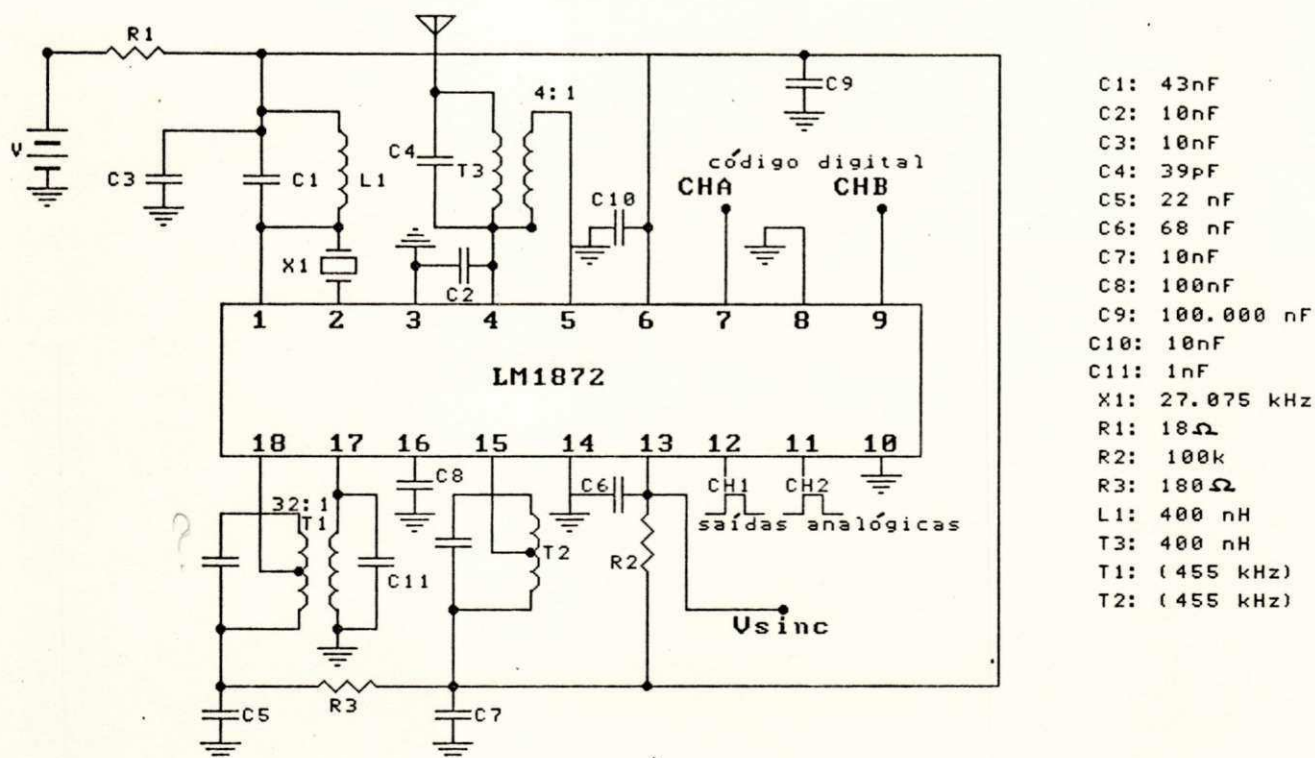 R1
V
C3
C1
L1
X1
C4
T3
4:1
C2
C10
C9
código digital
CHA
CHB
1 2 3 4 5 6 7 8 9
LM1872
18 17 16 15 14 13 12 11 10
32:1
T1
C11
C8
T2
C6
R2
CH1
CH2
saídas analógicas
Vsinc
?
C5
R3
C7
C1: 43nF
C2: 10nF
C3: 10nF
C4: 39pF
C5: 22 nF
C6: 68 nF
C7: 10nF
C8: 100nF
C9: 100.000 nF
C10: 10nF
C11: 1nF
X1: 27.075 kHz
R1: 18Ω
R2: 100k
R3: 180Ω
L1: 400 nH
T3: 400 nH
T1: (455 kHz)
T2: (455 kHz)